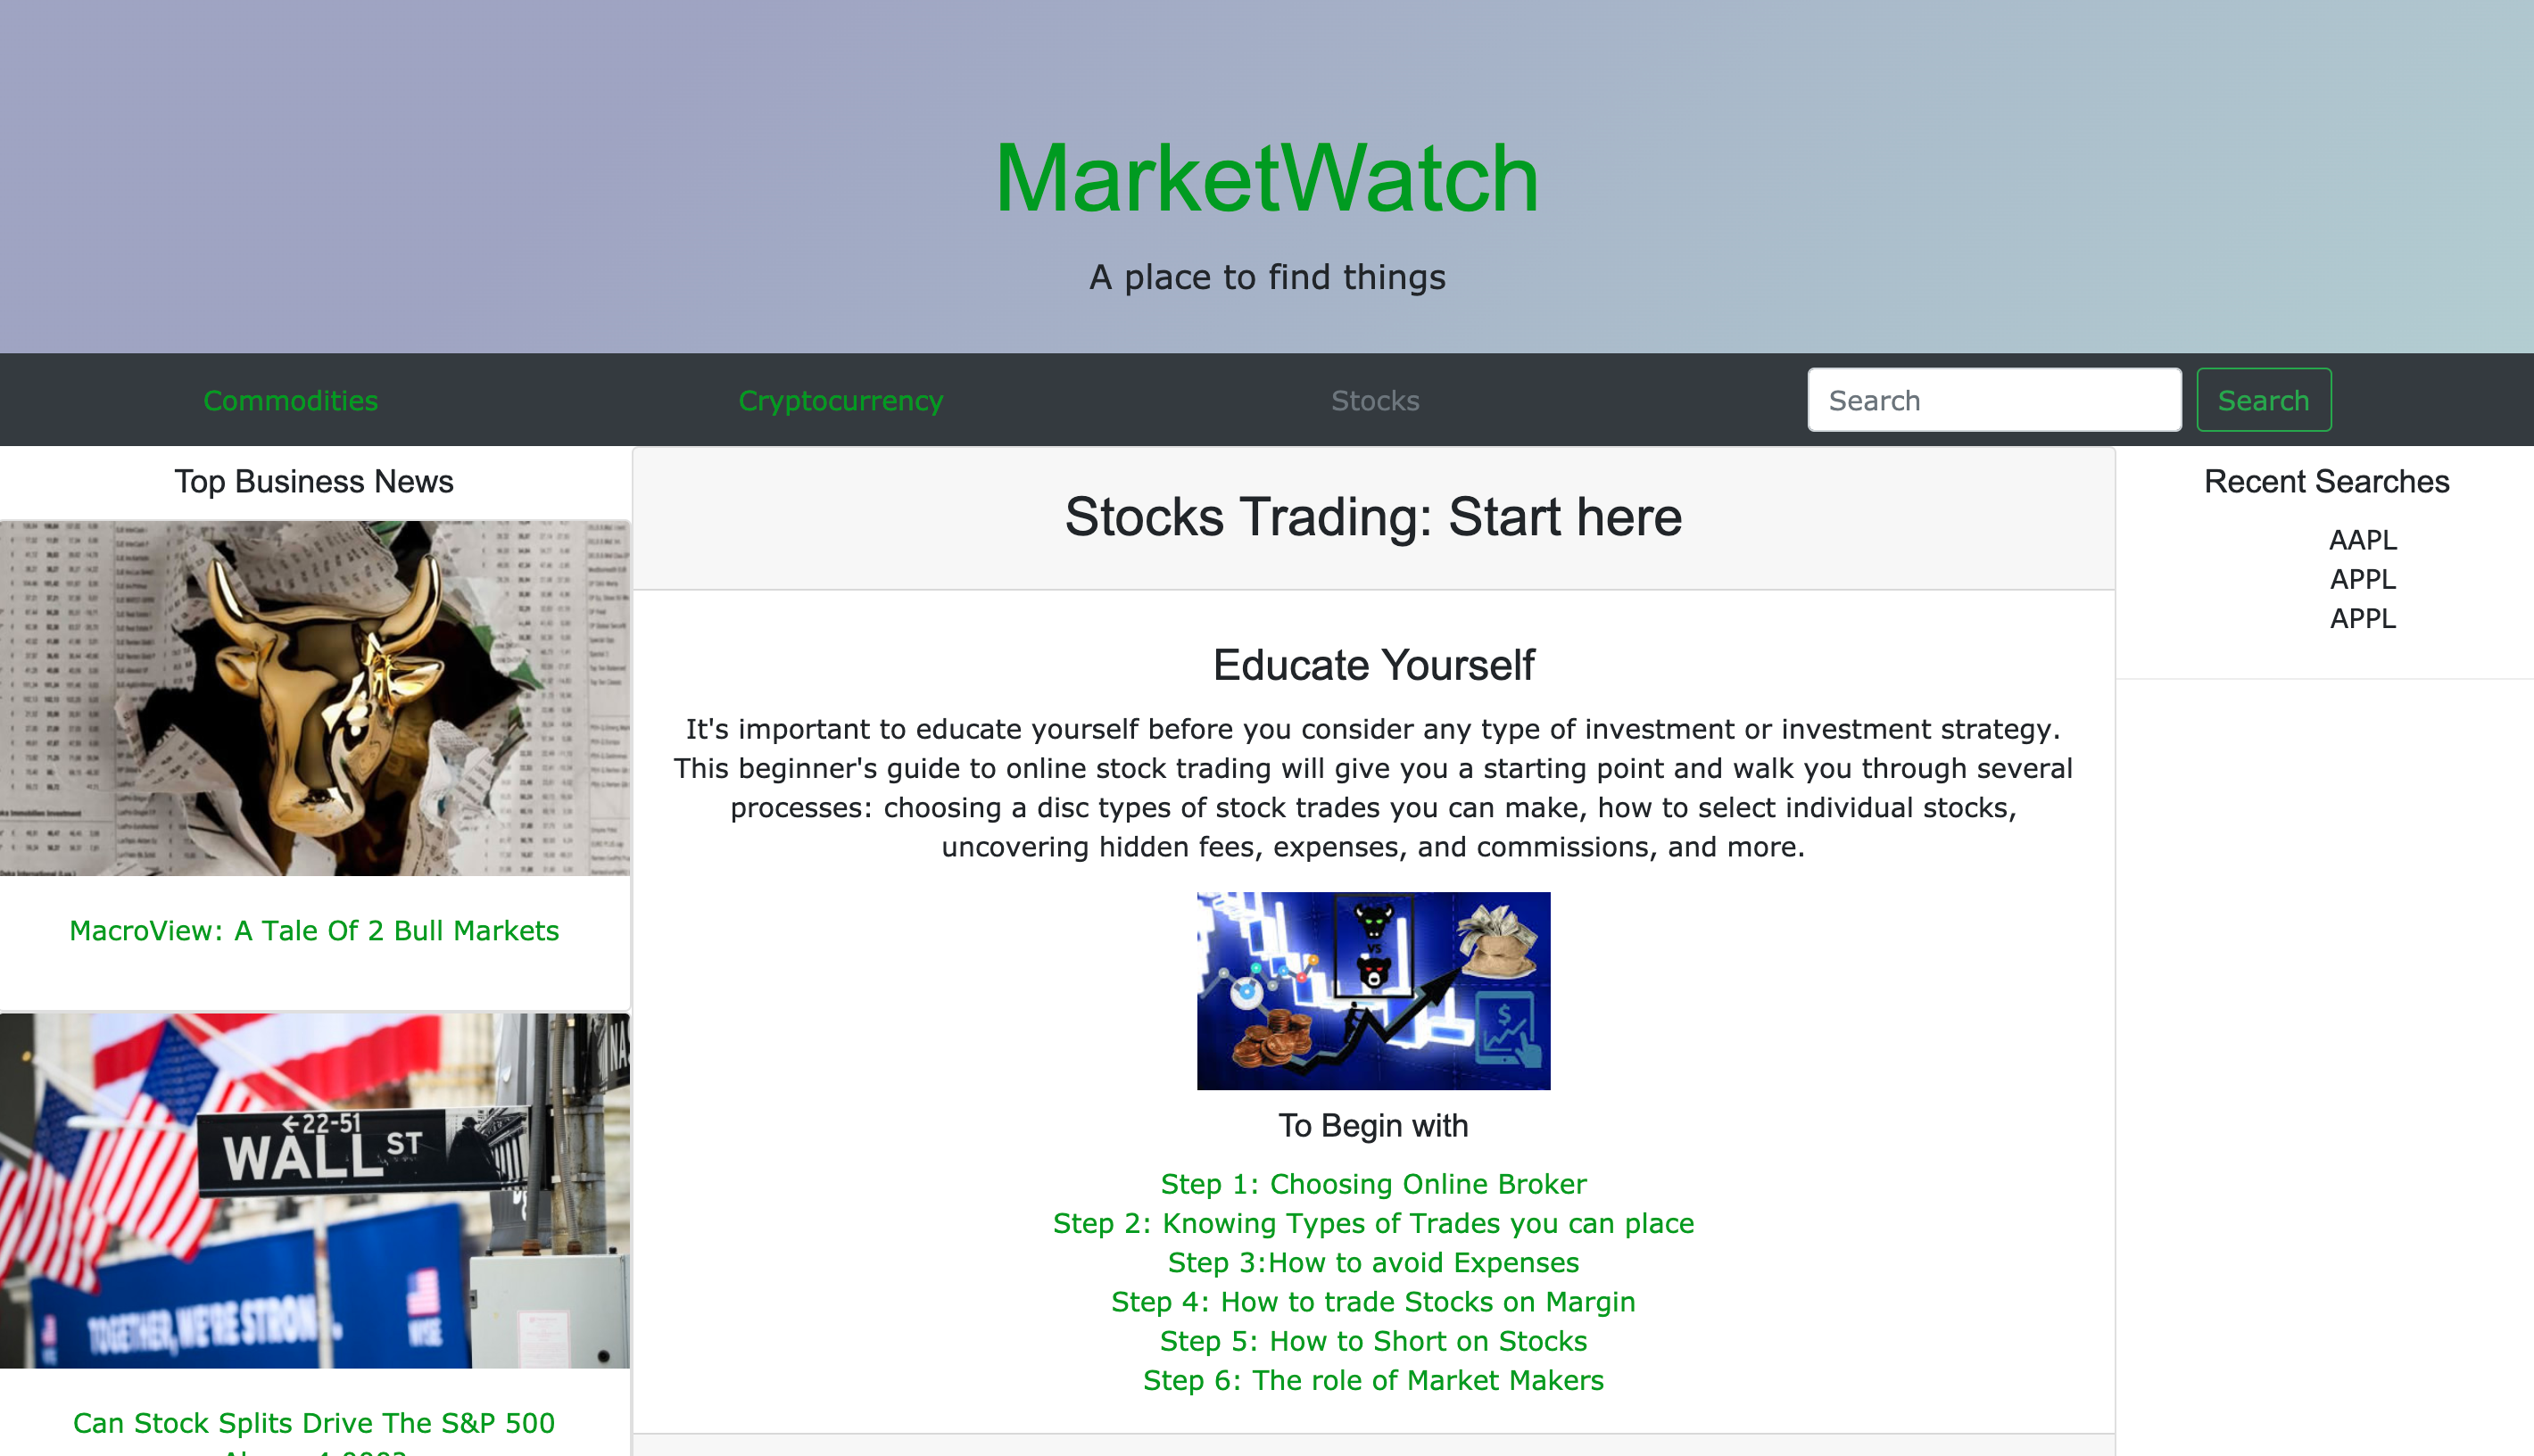 MarketWatch
A place to find things
Commodities
Cryptocurrency
Stocks
Search
Search
Top Business News
MacroView: A Tale Of 2 Bull Markets
←22-51
WALL ST
TOGETHER, WE'RE STRONG.
NYSE
Can Stock Splits Drive The S&P 500
Stocks Trading: Start here
Educate Yourself
It's important to educate yourself before you consider any type of investment or investment strategy.
This beginner's guide to online stock trading will give you a starting point and walk you through several
processes: choosing a disc types of stock trades you can make, how to select individual stocks,
uncovering hidden fees, expenses, and commissions, and more.
VS
To Begin with
Step 1: Choosing Online Broker
Step 2: Knowing Types of Trades you can place
Step 3:How to avoid Expenses
Step 4: How to trade Stocks on Margin
Step 5: How to Short on Stocks
Step 6: The role of Market Makers
Recent Searches
AAPL
APPL
APPL